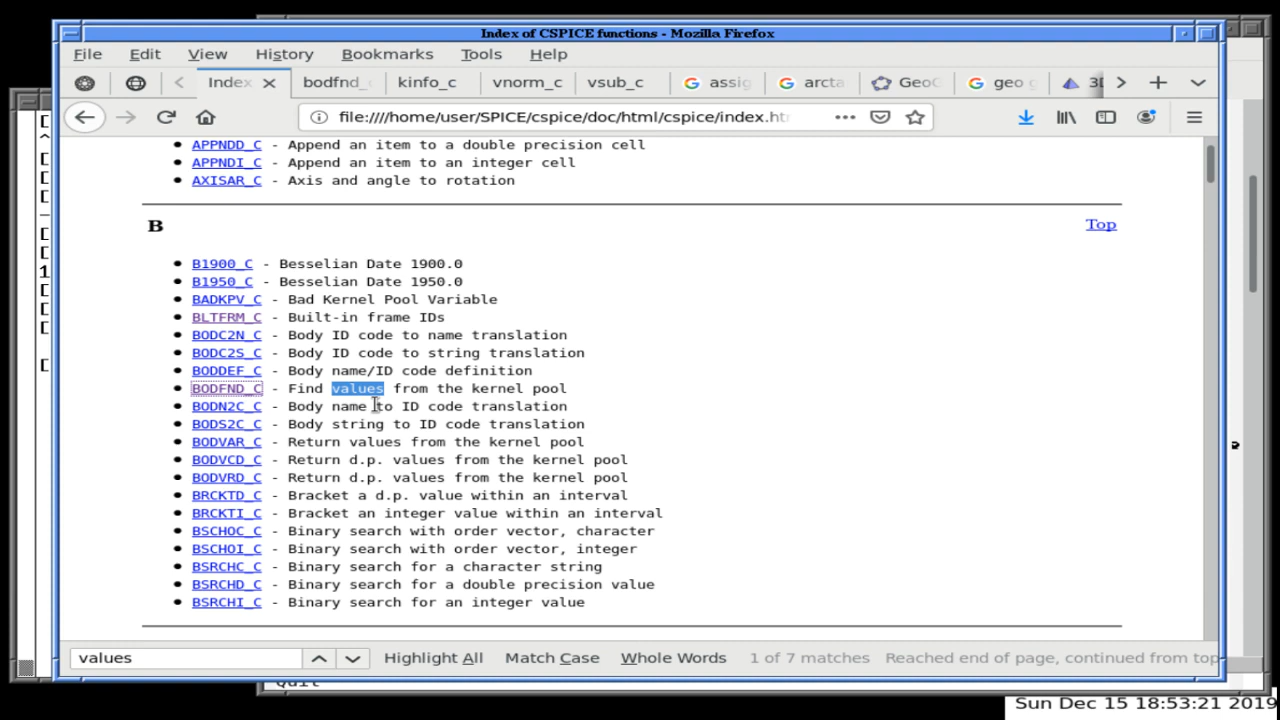 Index of CSPICE functions - Mozilla Firefox
File Edit View History Bookmarks Tools Help
Index bodfnd_ kinfo_c vnorm_c vsub_c assig arcta GeoC geo g 3D
file:////home/user/SPICE/cspice/doc/html/cspice/index.ht
APPNDD_C - Append an item to a double precision cell
APPNDI_C - Append an item to an integer cell
AXISAR_C - Axis and angle to rotation
B Top
B1900_C - Besselian Date 1900.0
B1950_C - Besselian Date 1950.0
BADKPV_C - Bad Kernel Pool Variable
BLTFRM_C - Built-in frame IDs
BODC2N_C - Body ID code to name translation
BODC2S_C - Body ID code to string translation
BODDEF_C - Body name/ID code definition
BODFND_C - Find values from the kernel pool
BODN2C_C - Body name to ID code translation
BODS2C_C - Body string to ID code translation
BODVAR_C - Return values from the kernel pool
BODVCD_C - Return d.p. values from the kernel pool
BODVRD_C - Return d.p. values from the kernel pool
BRCKTD_C - Bracket a d.p. value within an interval
BRCKTI_C - Bracket an integer value within an interval
BSCHOC_C - Binary search with order vector, character
BSCHOI_C - Binary search with order vector, integer
BSRCHC_C - Binary search for a character string
BSRCHD_C - Binary search for a double precision value
BSRCHI_C - Binary search for an integer value
values Highlight All Match Case Whole Words 1 of 7 matches Reached end of page, continued from top
Quit
Sun Dec 15 18:53:21 2019